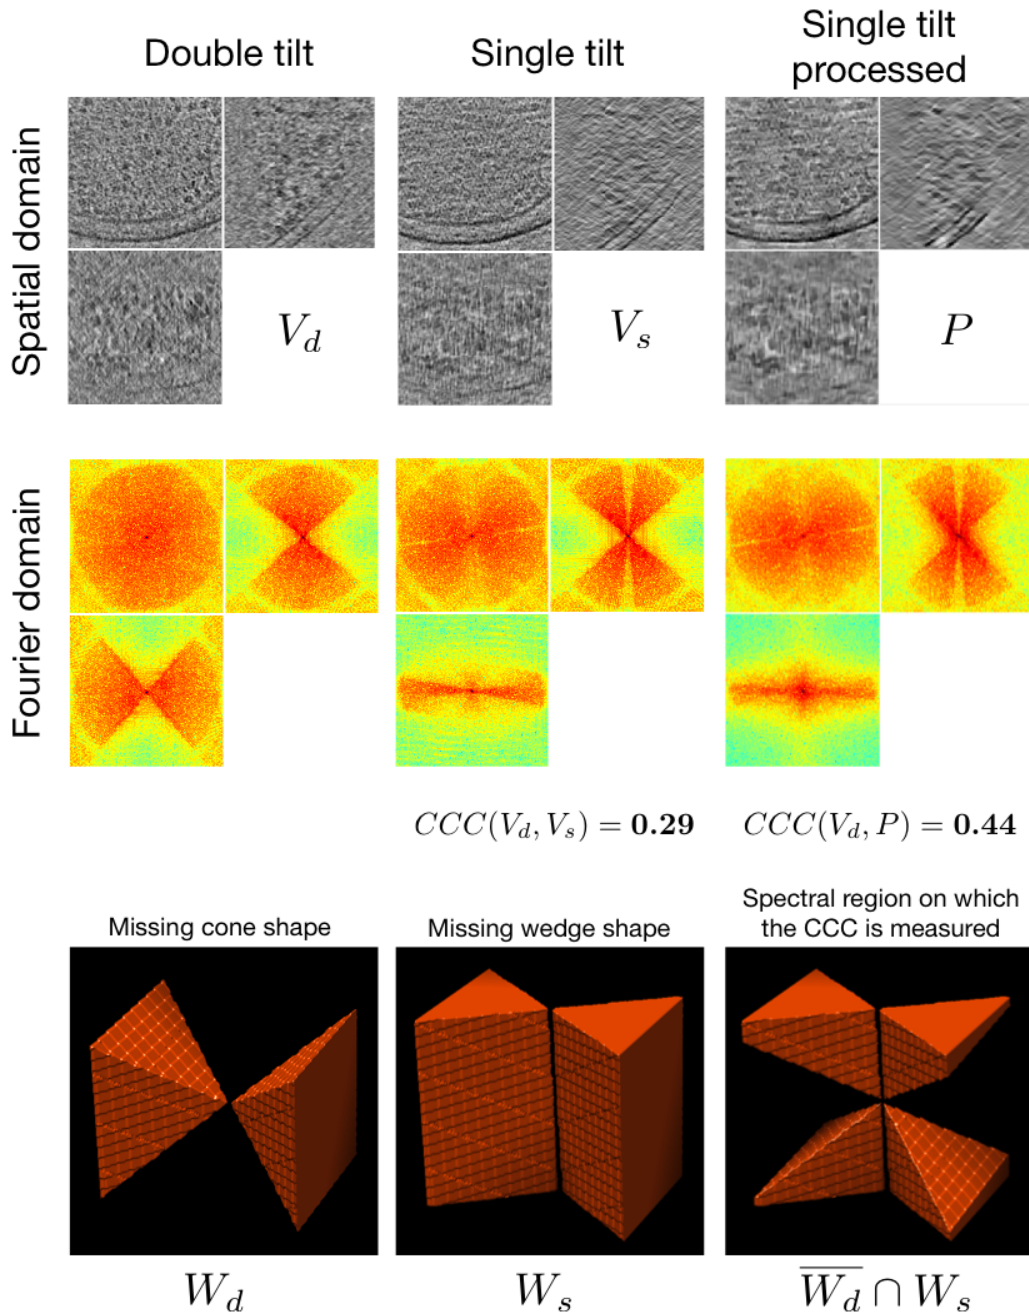 Double tilt
Single tilt
Single tilt
processed
Spatial domain
V_d
V_s
P
Fourier domain
CCC(V_d, V_s) = 0.29
CCC(V_d, P) = 0.44
Missing cone shape
Missing wedge shape
Spectral region on which
the CCC is measured
W_d
W_s
\overline{W_d} ∩ W_s